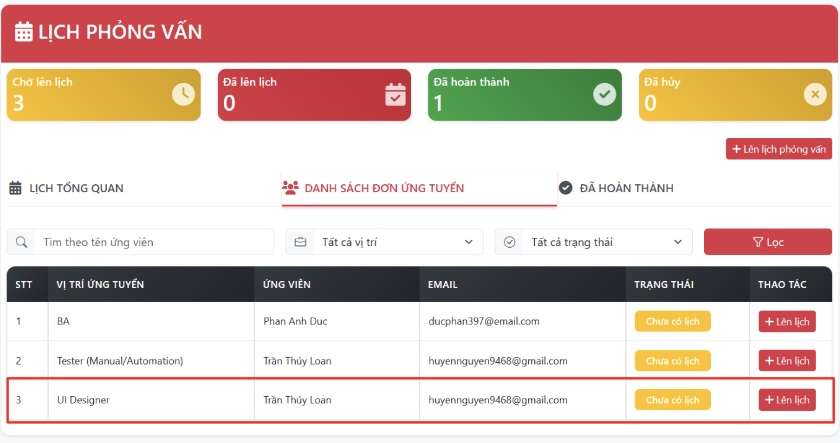 LỊCH PHỎNG VẤN
Chờ lên lịch
3
Đã lên lịch
0
Đã hoàn thành
1
Đã hủy
0
+ Lên lịch phỏng vấn
LỊCH TỔNG QUAN
DANH SÁCH ĐƠN ỨNG TUYỂN
ĐÃ HOÀN THÀNH
Tìm theo tên ứng viên
Tất cả vị trí
Tất cả trạng thái
Lọc
STT VỊ TRÍ ỨNG TUYỂN ỨNG VIÊN EMAIL TRẠNG THÁI THAO TÁC
1 BA Phan Anh Duc ducphan397@email.com Chưa có lịch + Lên lịch
2 Tester (Manual/Automation) Trần Thúy Loan huyennguyen9468@gmail.com Chưa có lịch + Lên lịch
3 UI Designer Trần Thúy Loan huyennguyen9468@gmail.com Chưa có lịch + Lên lịch